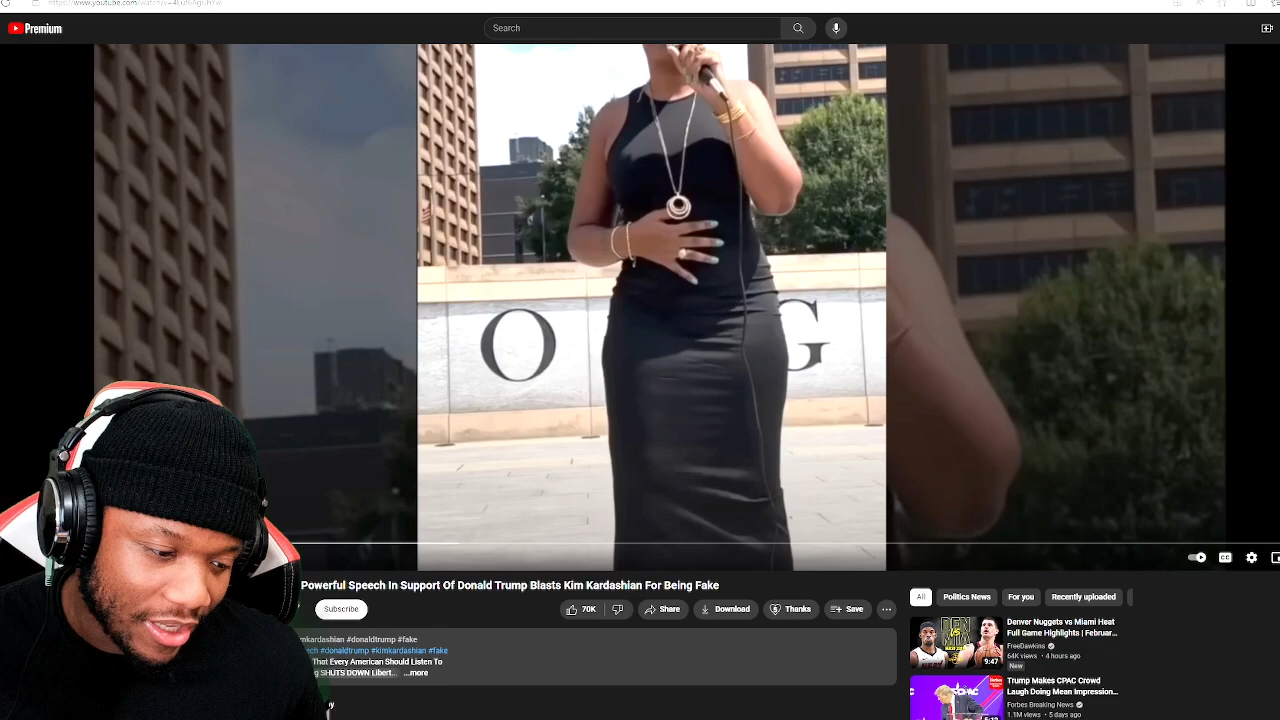 Premium
Search
O G
Powerful Speech In Support Of Donald Trump Blasts Kim Kardashian For Being Fake
Subscribe
70K
Share
Download
Thanks
Save
mkardashian #donaldtrump #fake
ech #donaldtrump #kimkardashian #fake
That Every American Should Listen To
g SHUTS DOWN Libert.. ...more
All
Politics News
For you
Recently uploaded
Denver Nuggets vs Miami Heat
Full Game Highlights | Februar...
FreeDawkins
64K views • 4 hours ago
New
9:47
Trump Makes CPAC Crowd
Laugh Doing Mean Impression...
Forbes Breaking News
1.1M views • 5 days ago